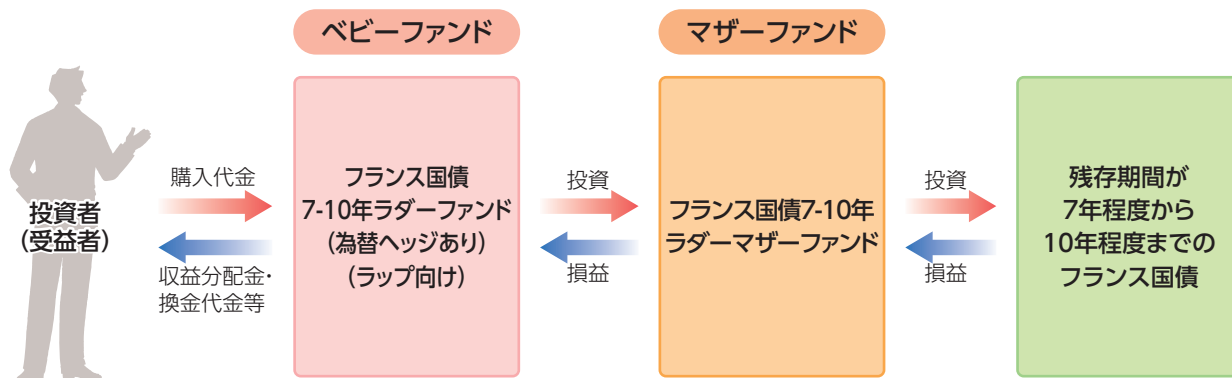 ベビーファンド
マザーファンド
投資者
(受益者)
購入代金
収益分配金・
換金代金等
フランス国債
7-10年ラダーファンド
(為替ヘッジあり)
(ラップ向け)
投資
損益
フランス国債7-10年
ラダーマザーファンド
投資
損益
残存期間が
7年程度から
10年程度までの
フランス国債